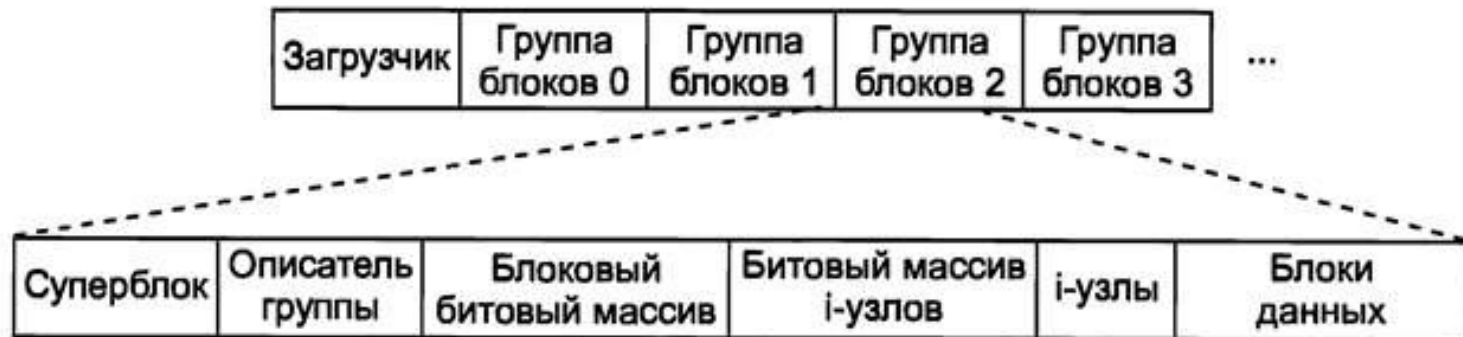 Загрузчик
Группа
блоков 0
Группа
блоков 1
Группа
блоков 2
Группа
блоков 3
...
Суперблок
Описатель
группы
Блоковый
битовый массив
Битовый массив
i-узлов
i-узлы
Блоки
данных